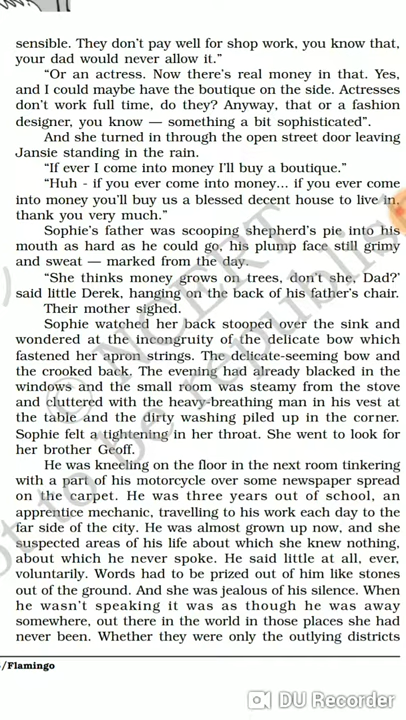 sensible. They don't pay well for shop work, you know that,
your dad would never allow it."
"Or an actress. Now there's real money in that. Yes,
and I could maybe have the boutique on the side. Actresses
don't work full time, do they? Anyway, that or a fashion
designer, you know — something a bit sophisticated".
And she turned in through the open street door leaving
Jansie standing in the rain.
"If ever I come into money I'll buy a boutique."
"Huh - if you ever come into money... if you ever come
into money you'll buy us a blessed decent house to live in,
thank you very much."
Sophie's father was scooping shepherd's pie into his
mouth as hard as he could go, his plump face still grimy
and sweat — marked from the day.
"She thinks money grows on trees, don't she, Dad?'
said little Derek, hanging on the back of his father's chair.
Their mother sighed.
Sophie watched her back stooped over the sink and
wondered at the incongruity of the delicate bow which
fastened her apron strings. The delicate-seeming bow and
the crooked back. The evening had already blacked in the
windows and the small room was steamy from the stove
and cluttered with the heavy-breathing man in his vest at
the table and the dirty washing piled up in the corner.
Sophie felt a tightening in her throat. She went to look for
her brother Geoff.
He was kneeling on the floor in the next room tinkering
with a part of his motorcycle over some newspaper spread
on the carpet. He was three years out of school, an
apprentice mechanic, travelling to his work each day to the
far side of the city. He was almost grown up now, and she
suspected areas of his life about which she knew nothing,
about which he never spoke. He said little at all, ever,
voluntarily. Words had to be prized out of him like stones
out of the ground. And she was jealous of his silence. When
he wasn't speaking it was as though he was away
somewhere, out there in the world in those places she had
never been. Whether they were only the outlying districts
/Flamingo
DU Recorder
© NCERT
not to be republish